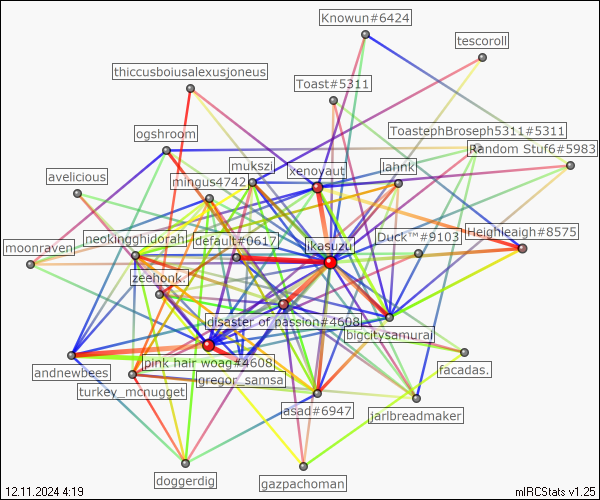 Knowun#6424
tescoroll
thiccusboiusalexusjoneus
Toast#5311
ToastephBroseph5311#5311
ogshroom
Random Stuf6#5983
mukszi
xenovaut
lahnk
avelicious
mingus4742
Heighleaigh#8575
neokingghidorah
default#0617
Duck™#9103
moonraven
jikasuzu
zeehonk.
disaster of passion#4608
bigcitysamurai
pink hair woag#4608
facadas.
andnewbees
gregor_samsa
turkey_mcnugget
asad#6947
jarlbreadmaker
doggerdig
gazpachoman
12.11.2024 4:19
mIRCStats v1.25